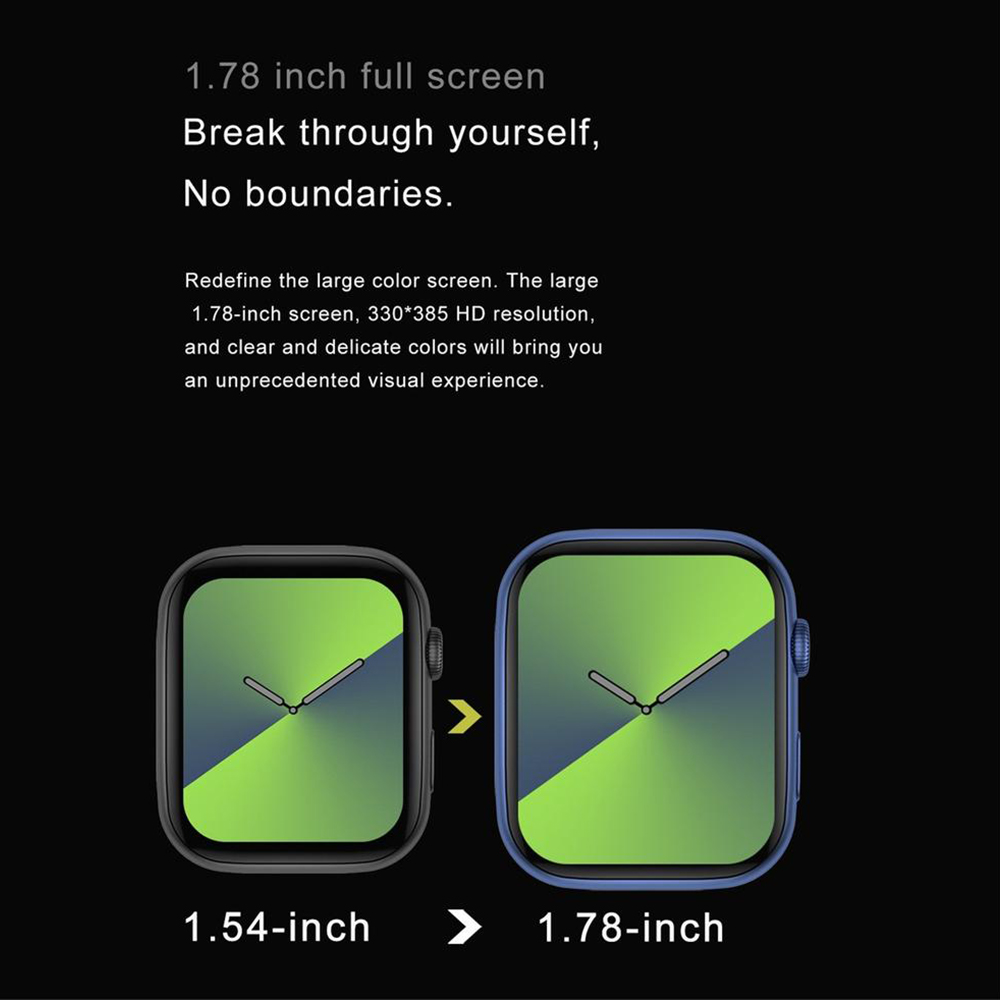 1.78 inch full screen
Break through yourself,
No boundaries.
Redefine the large color screen. The large
1.78-inch screen, 330*385 HD resolution,
and clear and delicate colors will bring you
an unprecedented visual experience.
1.54-inch
1.78-inch